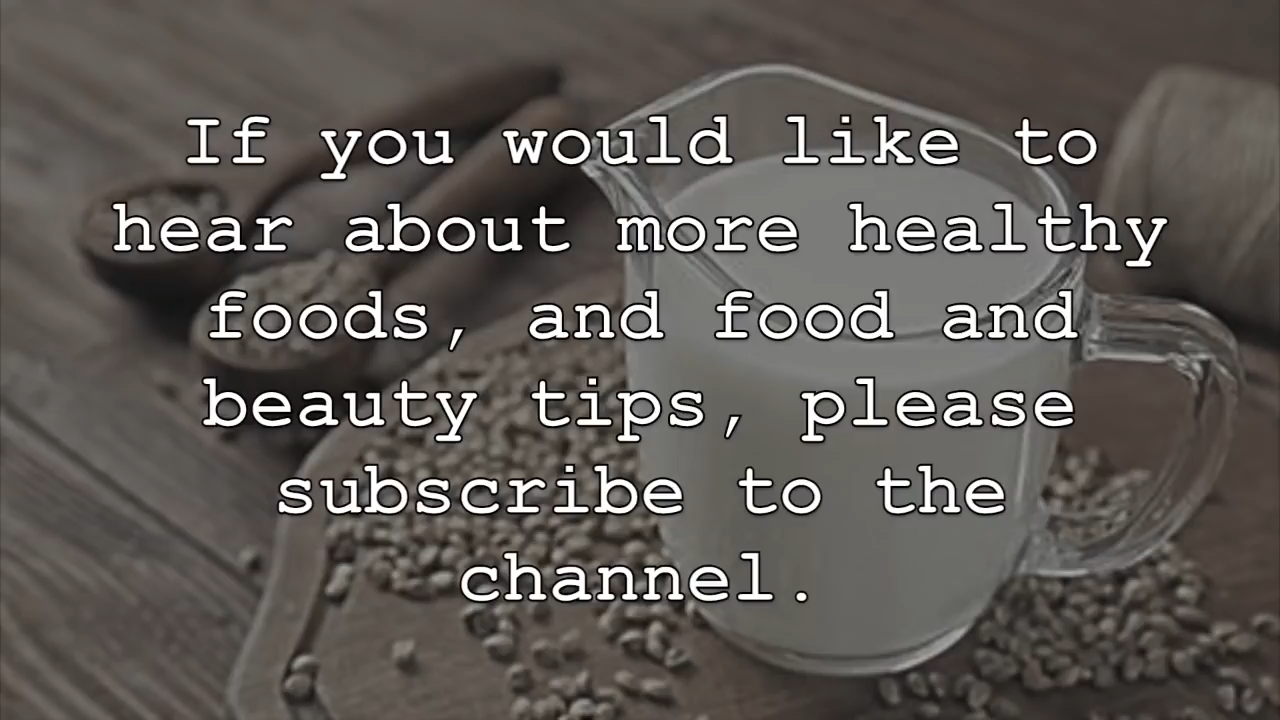 If you would like to
hear about more healthy
foods, and food and
beauty tips, please
subscribe to the
channel.